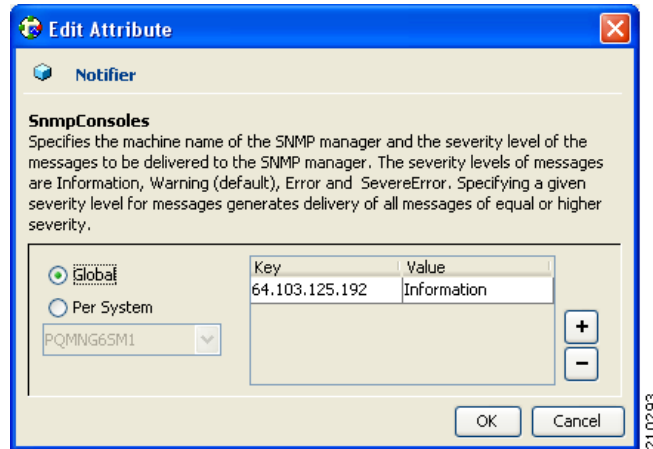 Edit Attribute
Notifier
SnmpConsoles
Specifies the machine name of the SNMP manager and the severity level of the
messages to be delivered to the SNMP manager. The severity levels of messages
are Information, Warning (default), Error and SevereError. Specifying a given
severity level for messages generates delivery of all messages of equal or higher
severity.
Global
Per System
PQMNG6SM1
Key Value
64.103.125.192 Information
+
-
OK Cancel
210293